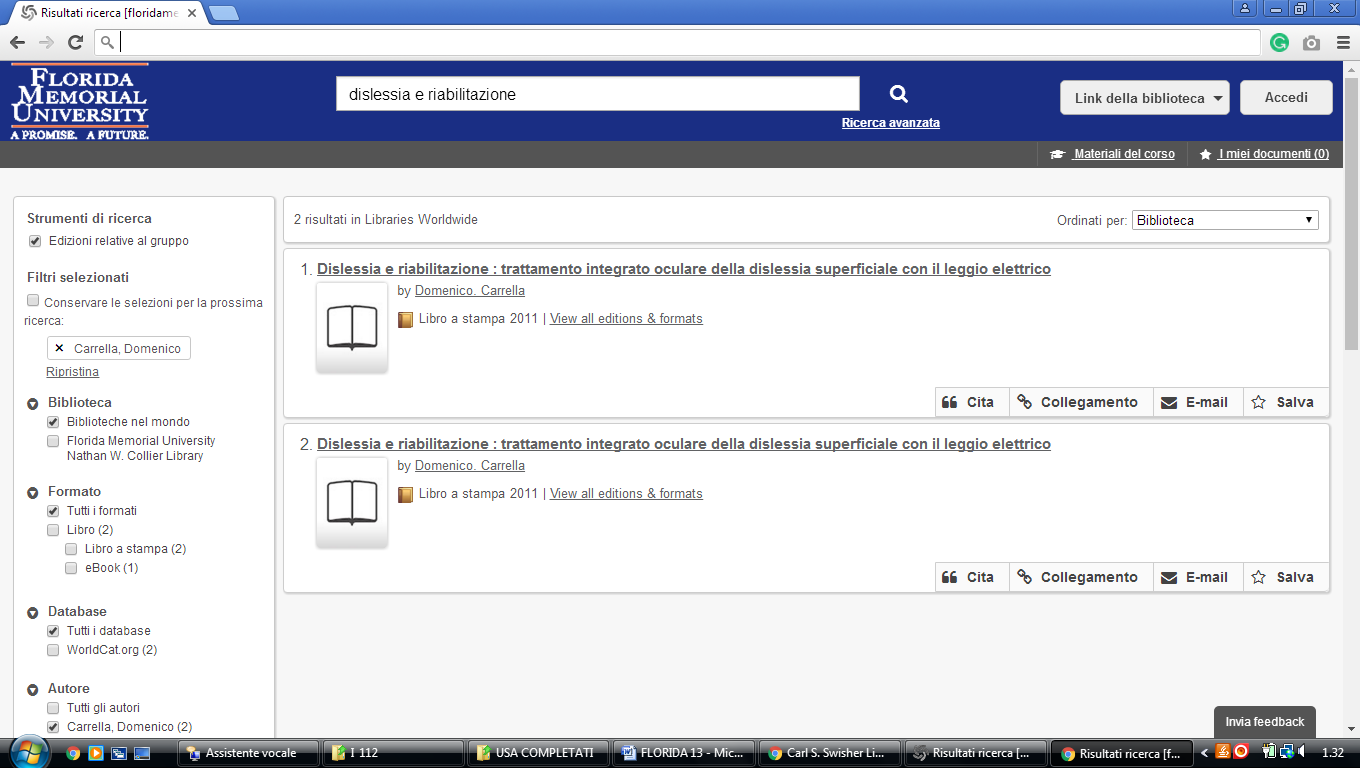 Risultati ricerca [floridame
FLORIDA
MEMORIAL
UNIVERSITY
A PROMISE. A FUTURE.
dislessia e riabilitazione
Ricerca avanzata
Link della biblioteca
Accedi
Materiali del corso
I miei documenti (0)
Strumenti di ricerca
Edizioni relative al gruppo
Filtri selezionati
Conservare le selezioni per la prossima
ricerca:
Carrella, Domenico
Ripristina
Biblioteca
Biblioteche nel mondo
Florida Memorial University
Nathan W. Collier Library
Formato
Tutti i formati
Libro (2)
Libro a stampa (2)
eBook (1)
Database
Tutti i database
WorldCat.org (2)
Autore
Tutti gli autori
Carrella, Domenico (2)
2 risultati in Libraries Worldwide
Ordinati per: Biblioteca
1. Dislessia e riabilitazione : trattamento integrato oculare della dislessia superficiale con il leggio elettrico
by Domenico. Carrella
Libro a stampa 2011 | View all editions & formats
Cita Collegamento E-mail Salva
2. Dislessia e riabilitazione : trattamento integrato oculare della dislessia superficiale con il leggio elettrico
by Domenico. Carrella
Libro a stampa 2011 | View all editions & formats
Cita Collegamento E-mail Salva
Invia feedback
Assistente vocale
I 112
USA COMPLETATI
FLORIDA 13 - Mic...
Carl S. Swisher Li...
Risultati ricerca [...
Risultati ricerca [f...
1.32